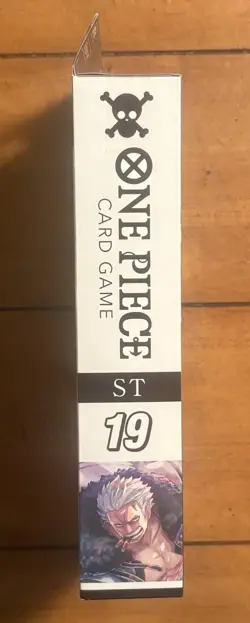 ONE PIECE
CARD GAME
ST
19